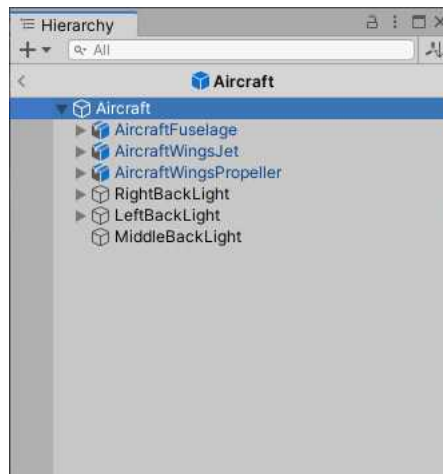 Hierarchy
All
Aircraft
Aircraft
AircraftFuselage
AircraftWingsJet
AircraftWingsPropeller
RightBackLight
LeftBackLight
MiddleBackLight